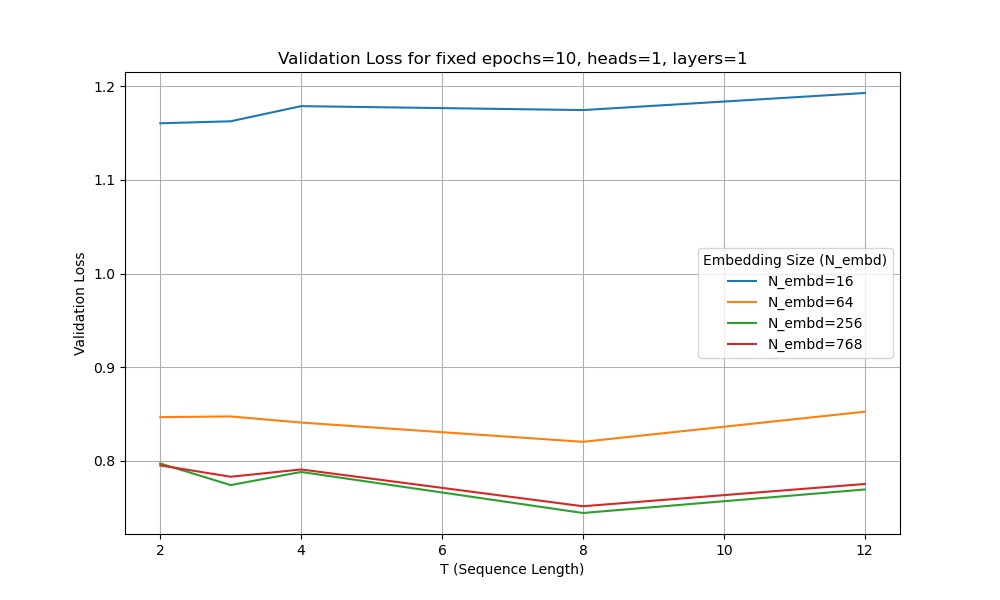 Validation Loss for fixed epochs=10, heads=1, layers=1
Validation Loss
1.2
1.1
1.0
0.9
0.8
Embedding Size (N_embd)
N_embd=16
N_embd=64
N_embd=256
N_embd=768
2
4
6
8
10
12
T (Sequence Length)